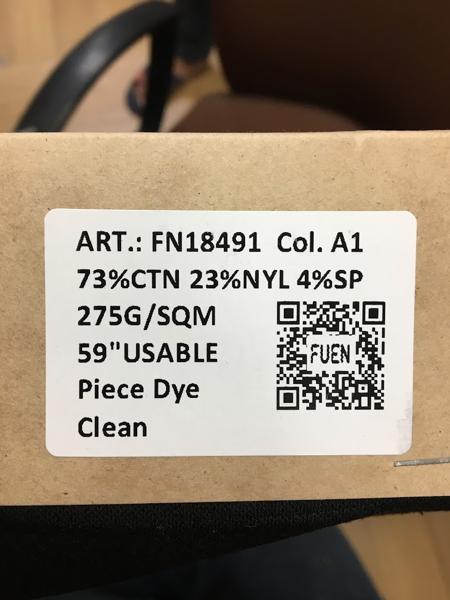 ART.: FN18491 Col. A1
73%CTN 23%NYL 4%SP
275G/SQM
59"USABLE
FUEN
Piece Dye
Clean